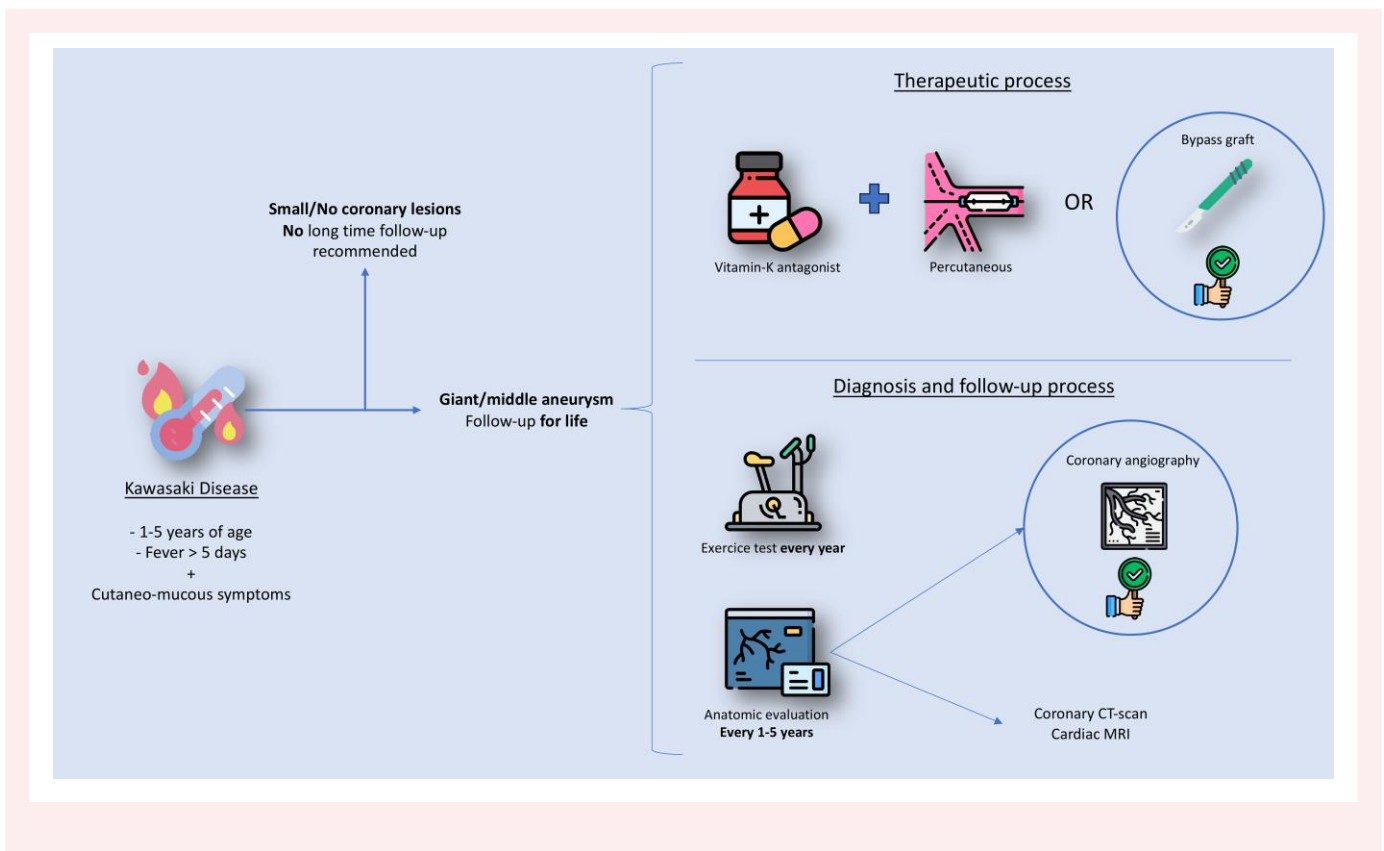 Therapeutic process
Bypass graft
OR
Vitamin-K antagonist
Percutaneous
Small/No coronary lesions
No long time follow-up
recommended
Kawasaki Disease
- 1-5 years of age
- Fever > 5 days
+
Cutaneo-mucous symptoms
Giant/middle aneurysm
Follow-up for life
Diagnosis and follow-up process
Exercice test every year
Coronary angiography
Anatomic evaluation
Every 1-5 years
Coronary CT-scan
Cardiac MRI